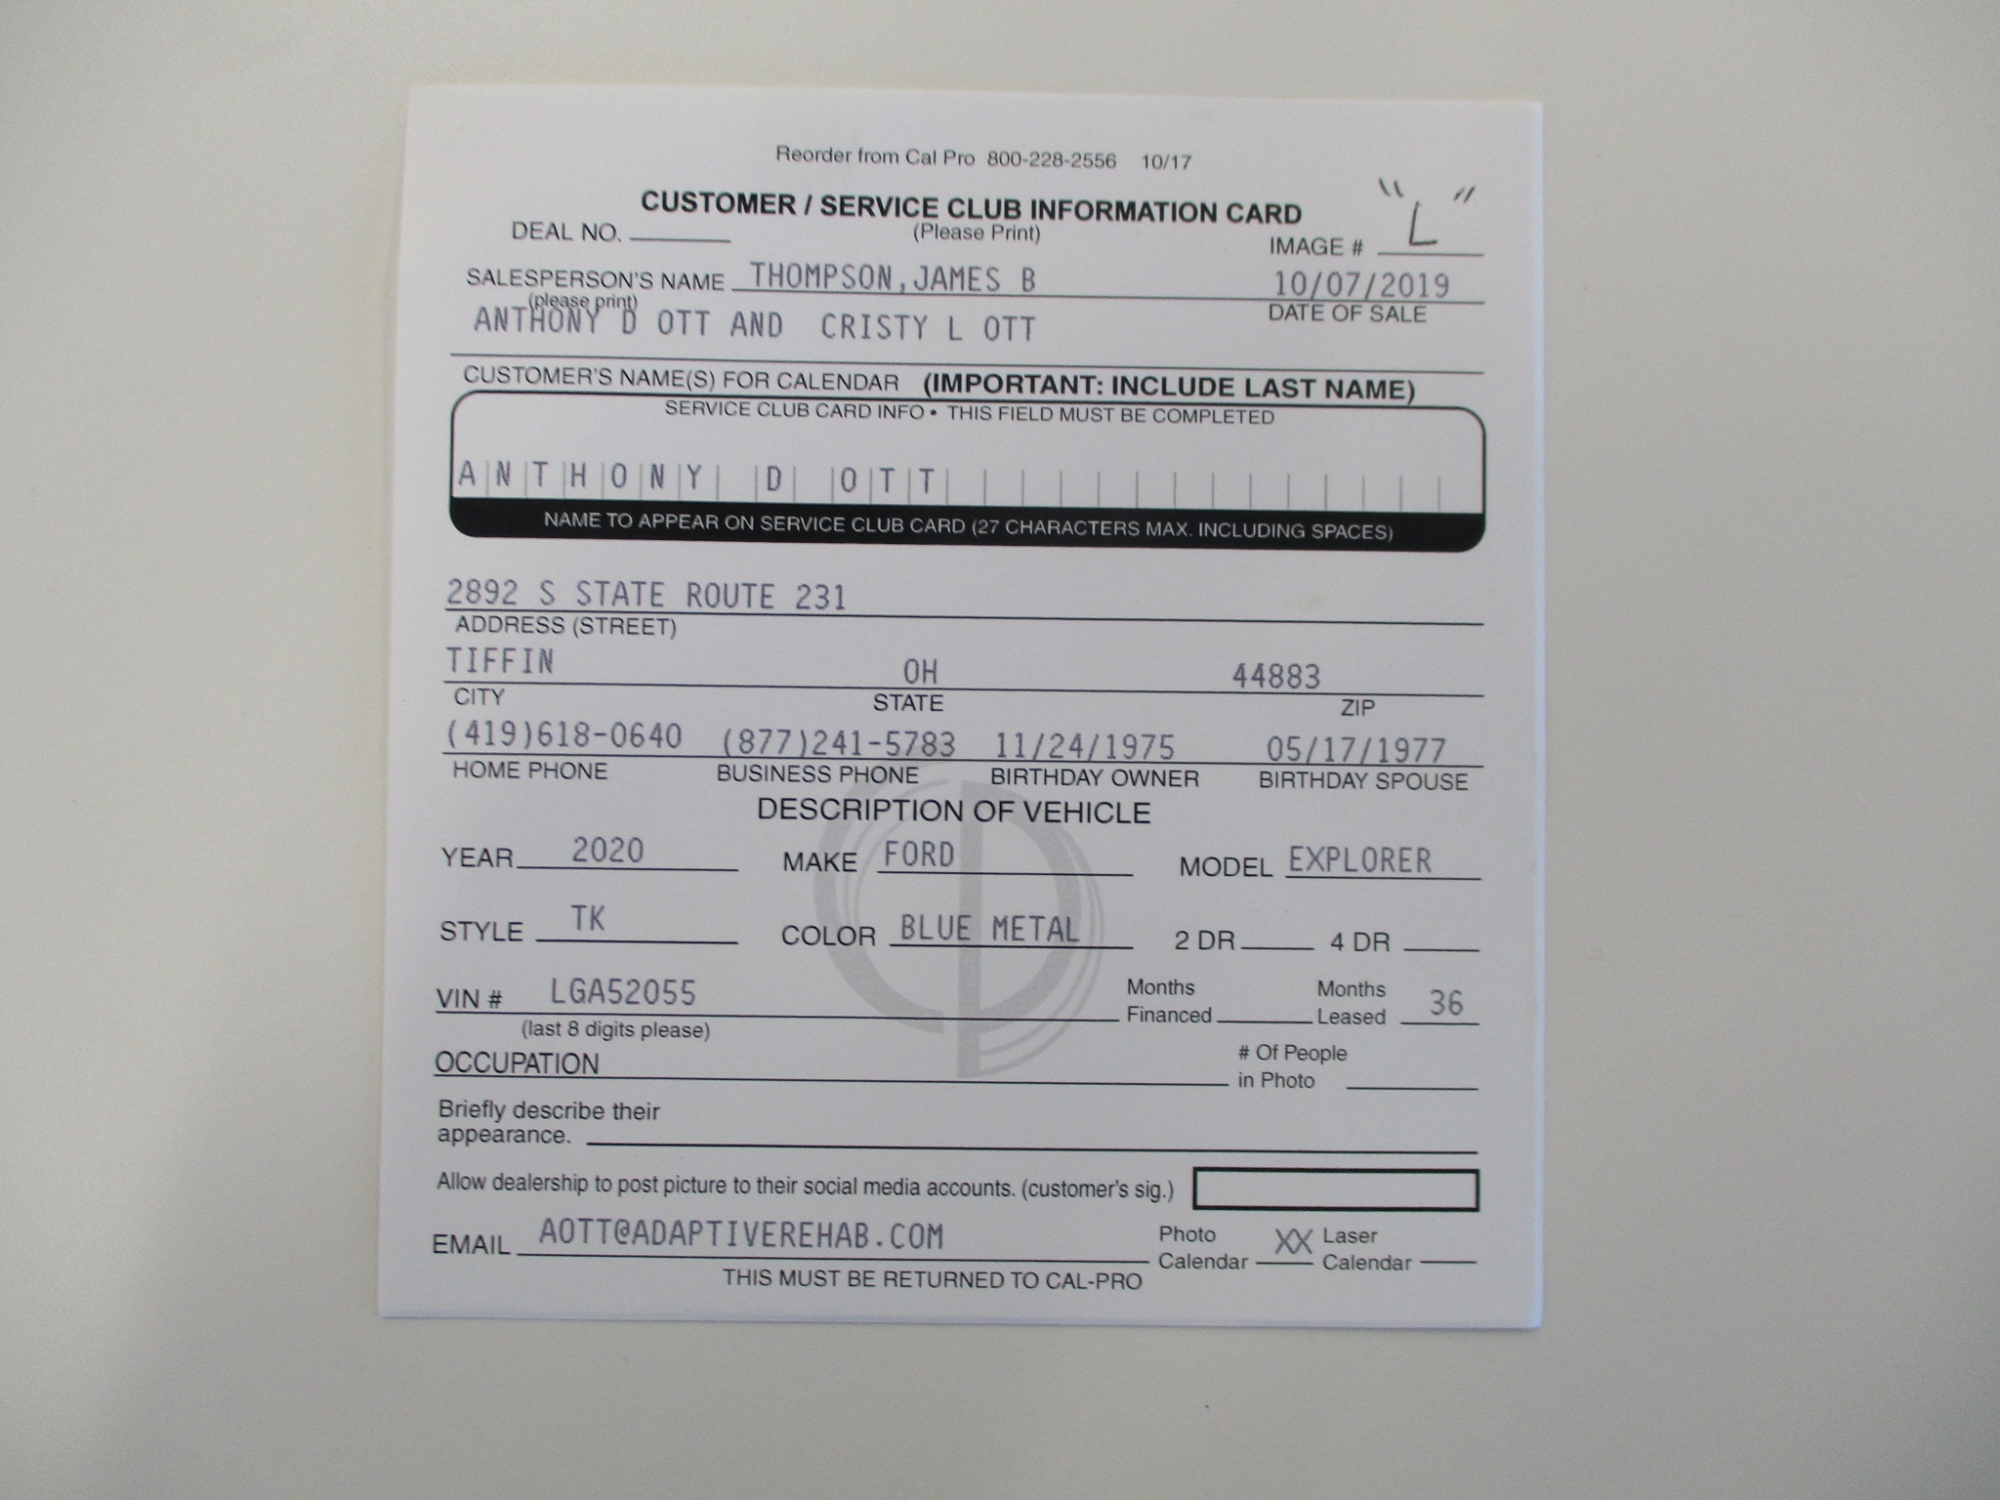 Reorder from Cal Pro 800-228-2556 10/17
CUSTOMER / SERVICE CLUB INFORMATION CARD
(Please Print)
DEAL NO.
IMAGE # "L"
SALESPERSON'S NAME THOMPSON,JAMES B 10/07/2019
(please print) DATE OF SALE
ANTHONY D OTT AND CRISTY L OTT
CUSTOMER'S NAME(S) FOR CALENDAR (IMPORTANT: INCLUDE LAST NAME)
SERVICE CLUB CARD INFO • THIS FIELD MUST BE COMPLETED
ANTHONY D OTT
NAME TO APPEAR ON SERVICE CLUB CARD (27 CHARACTERS MAX. INCLUDING SPACES)
2892 S STATE ROUTE 231
ADDRESS (STREET)
TIFFIN OH 44883
CITY STATE ZIP
(419)618-0640 (877)241-5783 11/24/1975 05/17/1977
HOME PHONE BUSINESS PHONE BIRTHDAY OWNER BIRTHDAY SPOUSE
DESCRIPTION OF VEHICLE
YEAR 2020 MAKE FORD MODEL EXPLORER
STYLE TK COLOR BLUE METAL 2 DR 4 DR
VIN # LGA52055 Months Financed Months Leased 36
(last 8 digits please)
OCCUPATION # Of People in Photo
Briefly describe their
appearance.
Allow dealership to post picture to their social media accounts. (customer's sig.)
EMAIL AOTT@ADAPTIVEREHAB.COM Photo Calendar XX Laser Calendar
THIS MUST BE RETURNED TO CAL-PRO